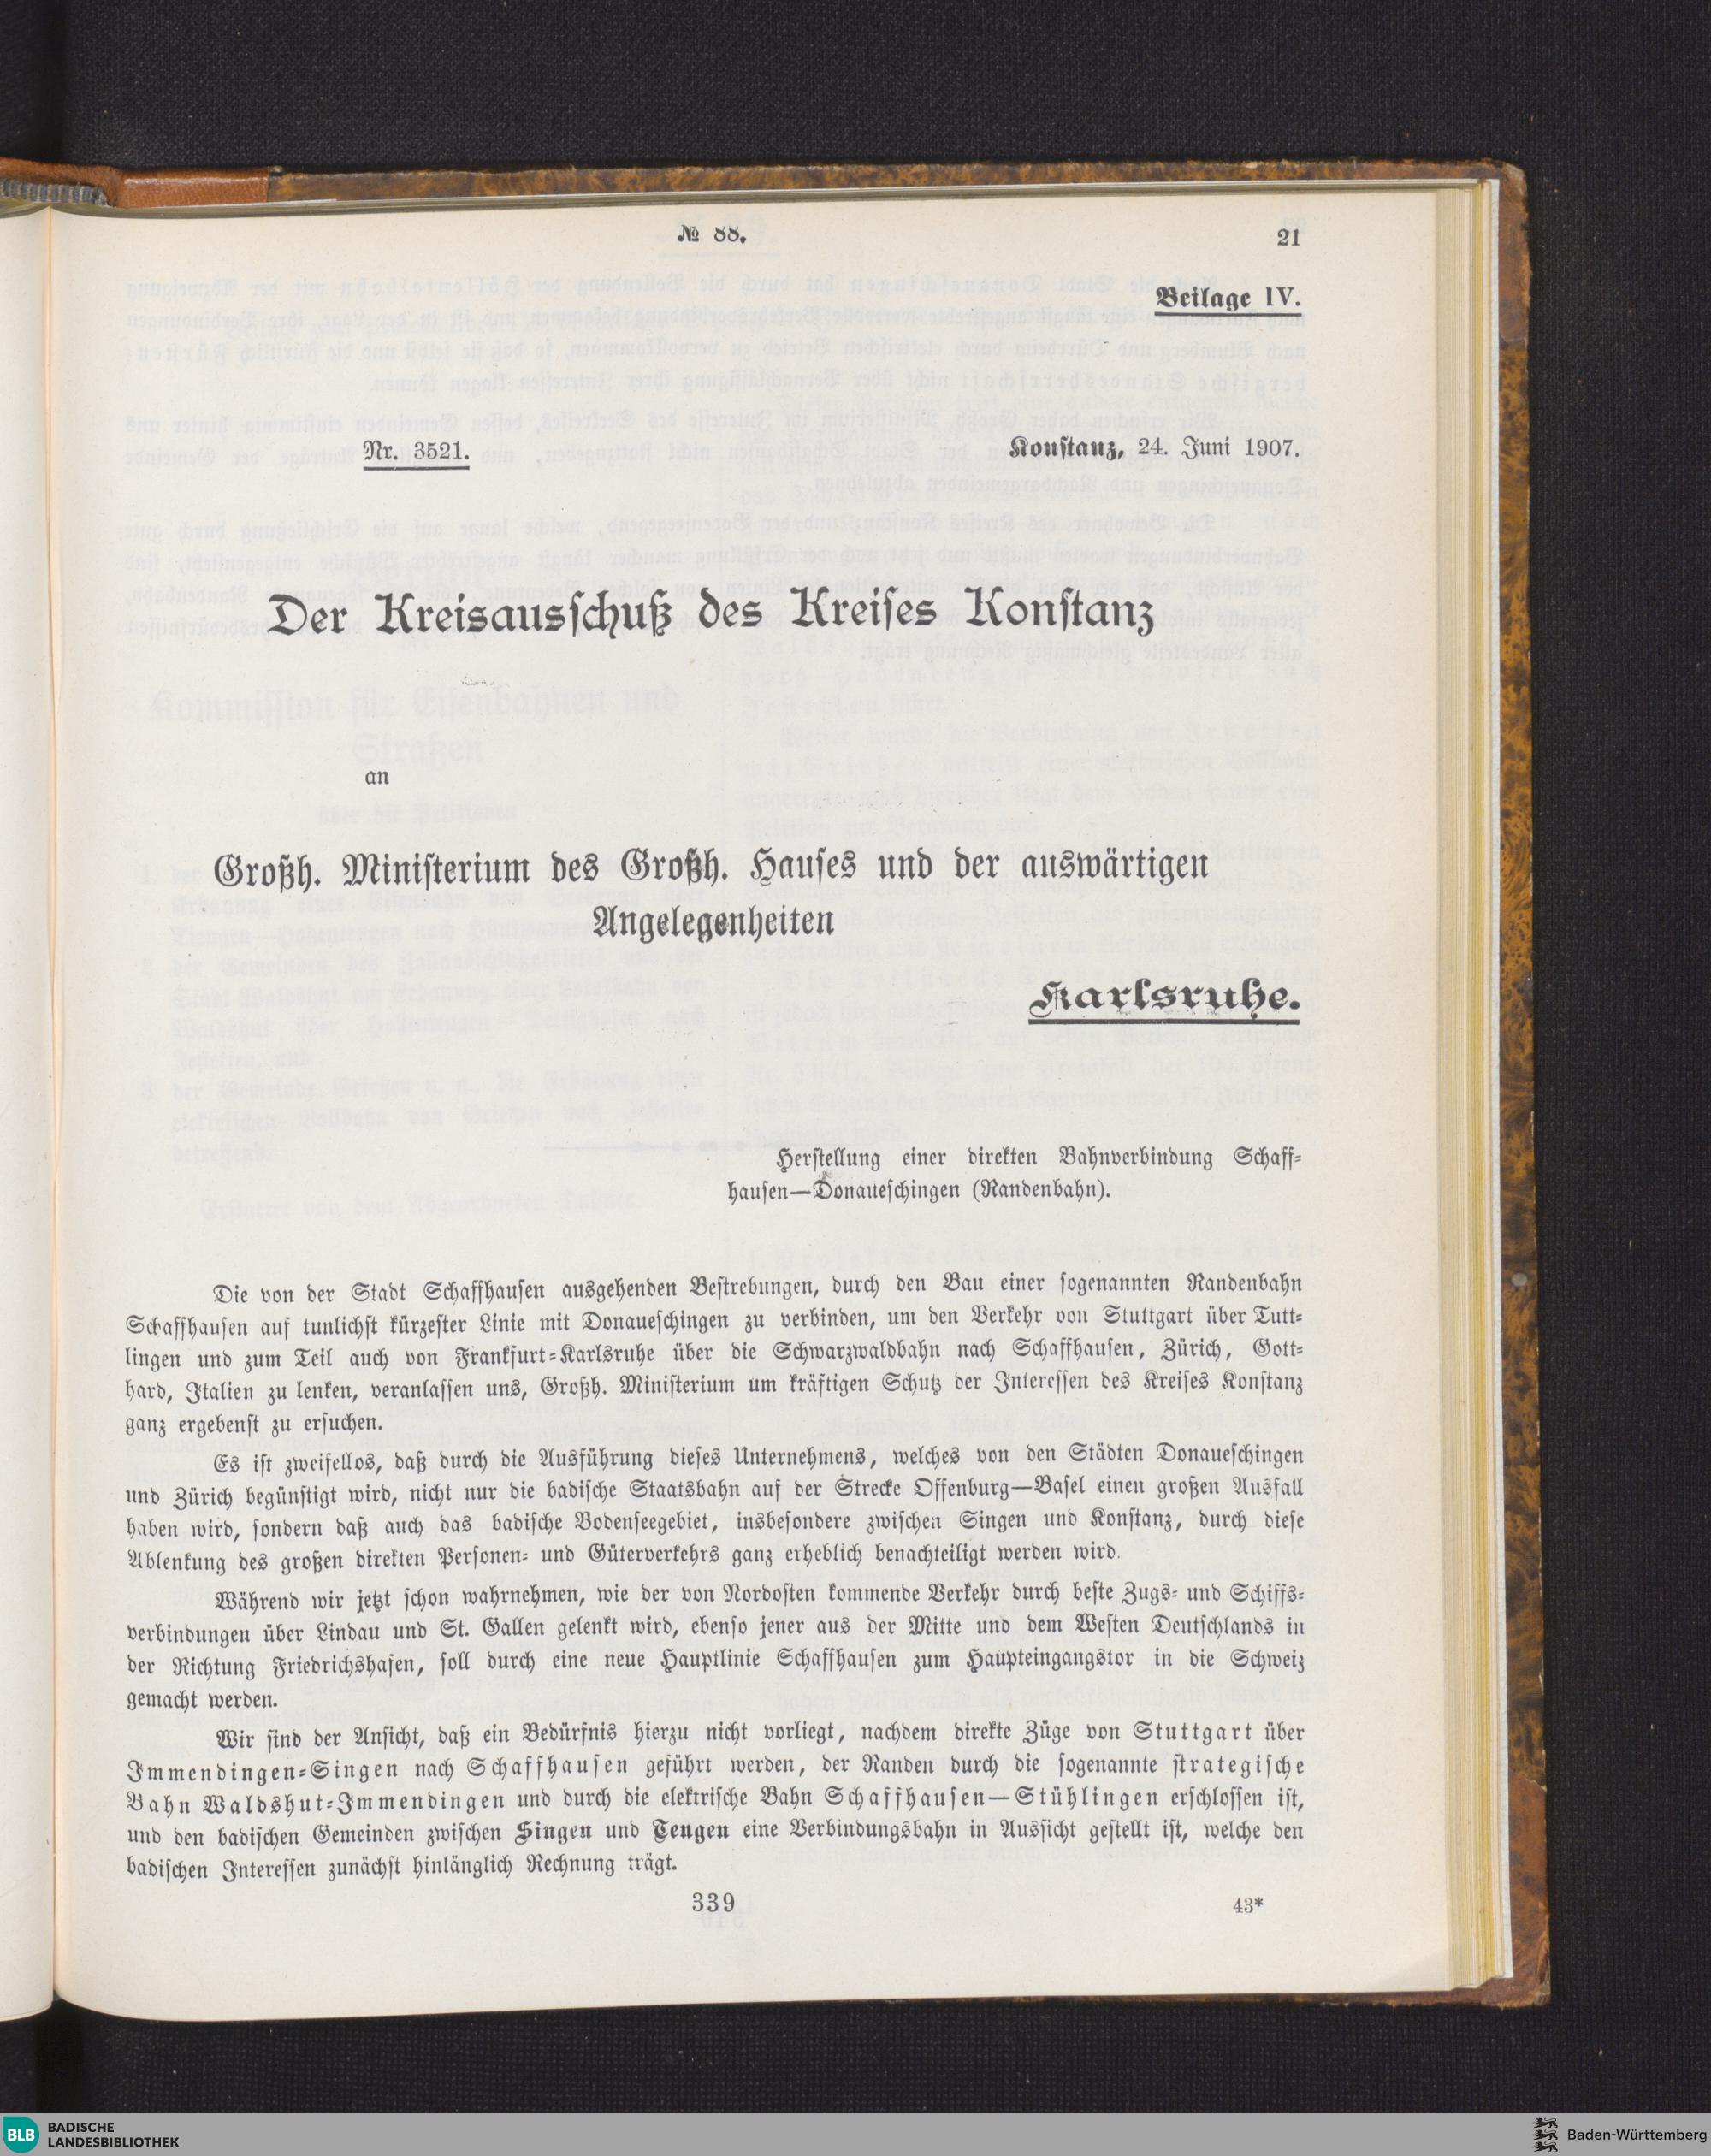 № 88.
21
Beilage IV.
Nr. 3521.
Konstanz, 24. Juni 1907.
Der Kreisausschuß des Kreises Konstanz
an
Großh. Ministerium des Großh. Hauses und der auswärtigen
Angelegenheiten
Karlsruhe.
Herstellung einer direkten Bahnverbindung Schaff-
hausen—Donaueschingen (Randenbahn).
Die von der Stadt Schaffhausen ausgehenden Bestrebungen, durch den Bau einer sogenannten Randenbahn
Schaffhausen auf tunlichst kürzester Linie mit Donaueschingen zu verbinden, um den Verkehr von Stuttgart über Tutt-
lingen und zum Teil auch von Frankfurt-Karlsruhe über die Schwarzwaldbahn nach Schaffhausen, Zürich, Gott-
hard, Italien zu lenken, veranlassen uns, Großh. Ministerium um kräftigen Schutz der Interessen des Kreises Konstanz
ganz ergebenst zu ersuchen.
Es ist zweifellos, daß durch die Ausführung dieses Unternehmens, welches von den Städten Donaueschingen
und Zürich begünstigt wird, nicht nur die badische Staatsbahn auf der Strecke Offenburg—Basel einen großen Ausfall
haben wird, sondern daß auch das badische Bodenseegebiet, insbesondere zwischen Singen und Konstanz, durch diese
Ablenkung des großen direkten Personen- und Güterverkehrs ganz erheblich benachteiligt werden wird.
Während wir jetzt schon wahrnehmen, wie der von Nordosten kommende Verkehr durch beste Zugs- und Schiffs-
verbindungen über Lindau und St. Gallen gelenkt wird, ebenso jener aus der Mitte und dem Westen Deutschlands in
der Richtung Friedrichshafen, soll durch eine neue Hauptlinie Schaffhausen zum Haupteingangstor in die Schweiz
gemacht werden.
Wir sind der Ansicht, daß ein Bedürfnis hierzu nicht vorliegt, nachdem direkte Züge von Stuttgart über
Immendingen-Singen nach Schaffhausen geführt werden, der Randen durch die sogenannte strategische
Bahn Waldshut-Immendingen und durch die elektrische Bahn Schaffhausen—Stühlingen erschlossen ist,
und den badischen Gemeinden zwischen Singen und Tengen eine Verbindungsbahn in Aussicht gestellt ist, welche den
badischen Interessen zunächst hinlänglich Rechnung trägt.
339
43*
BLB
BADISCHE
LANDESBIBLIOTHEK
Baden-Württemberg